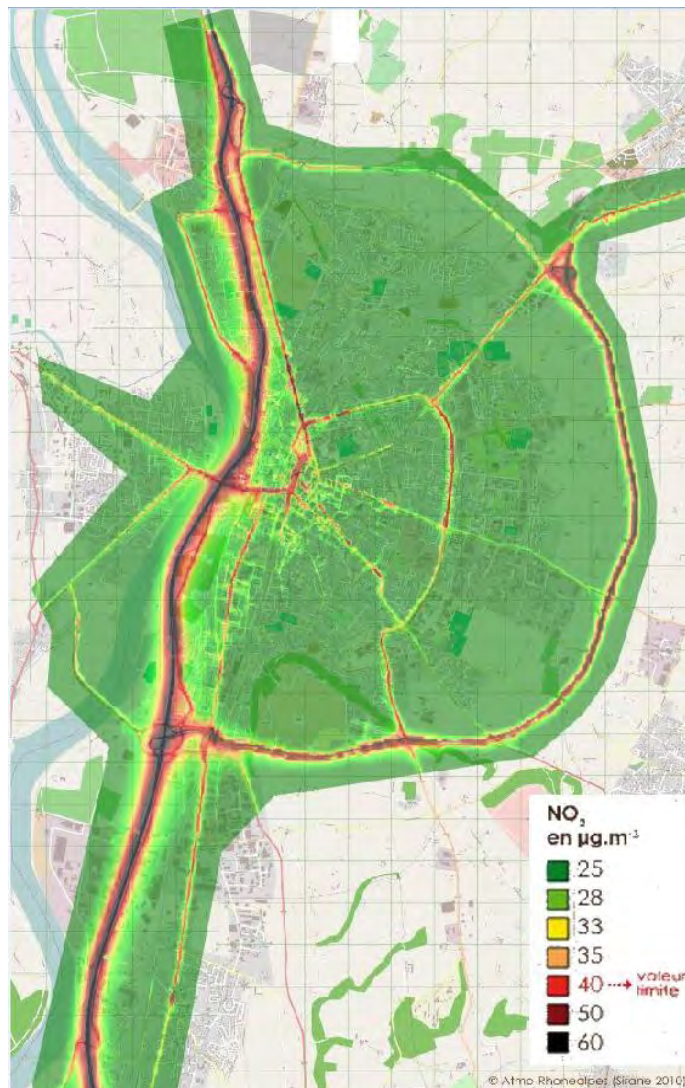 NO₂
en µg.m⁻³
25
28
33
35
40 → valeur
limite
50
60
© Atmo Rhonealpes (Sirane 2010)